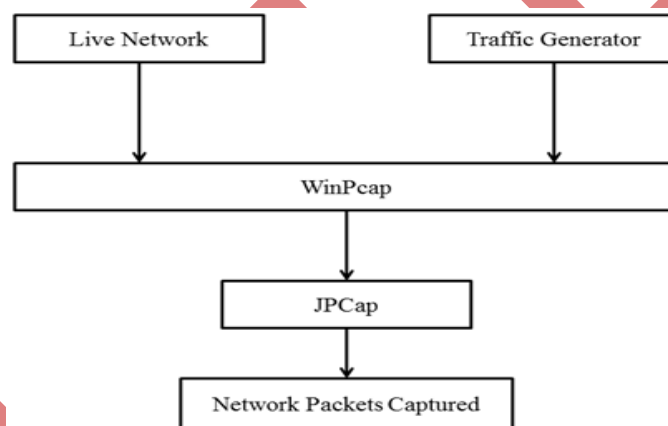 Live Network
Traffic Generator
WinPcap
JPCap
Network Packets Captured